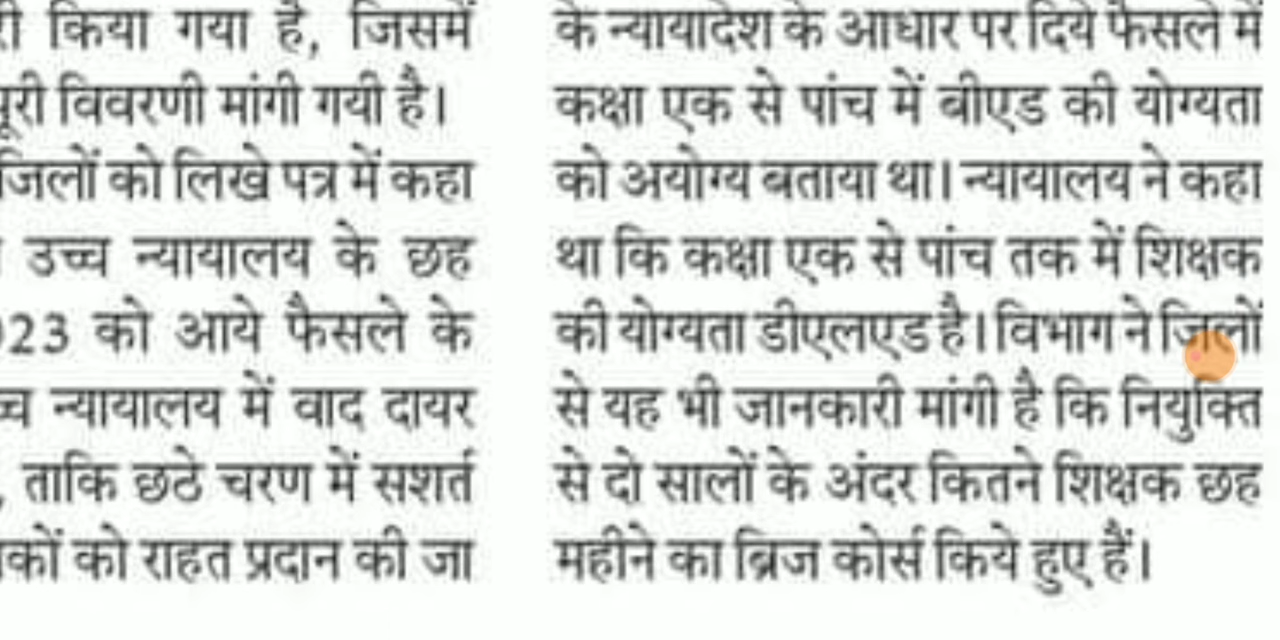 किया गया है, जिसमें
विवरणी मांगी गयी है।
जिलों को लिखे पत्र में कहा
उच्च न्यायालय के छह
को आये फैसले के
न्यायालय में वाद दायर
ताकि छठे चरण में सशर्त
को राहत प्रदान की जा
के न्यायादेश के आधार पर दिये फैसले में
कक्षा एक से पांच में बीएड की योग्यता
को अयोग्य बताया था। न्यायालय ने कहा
था कि कक्षा एक से पांच तक में शिक्षक
की योग्यता डीएलएड है। विभाग ने जिलों
से यह भी जानकारी मांगी है कि नियुक्ति
से दो सालों के अंदर कितने शिक्षक छह
महीने का ब्रिज कोर्स किये हुए हैं।